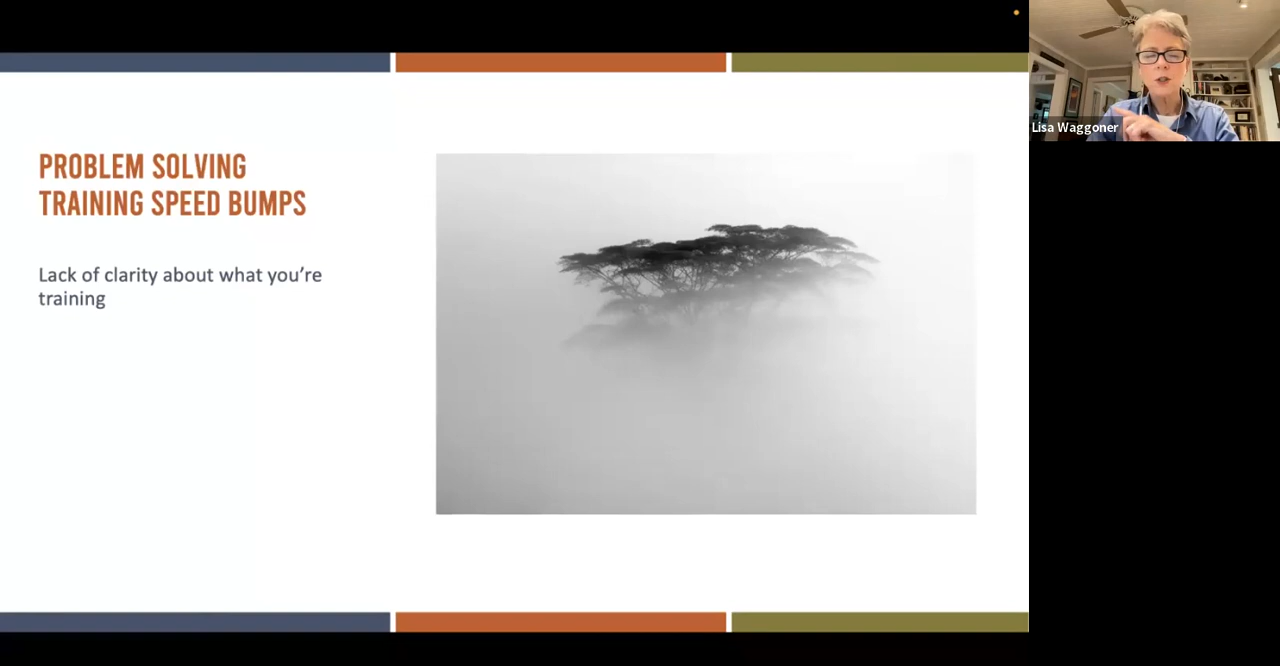 PROBLEM SOLVING
TRAINING SPEED BUMPS
Lack of clarity about what you’re
training
Lisa Waggoner